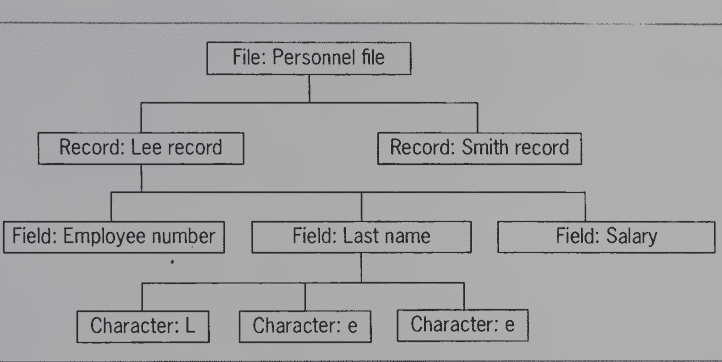 File: Personnel file
Record: Lee record
Record: Smith record
Field: Employee number
Field: Last name
Field: Salary
Character: L
Character: e
Character: e